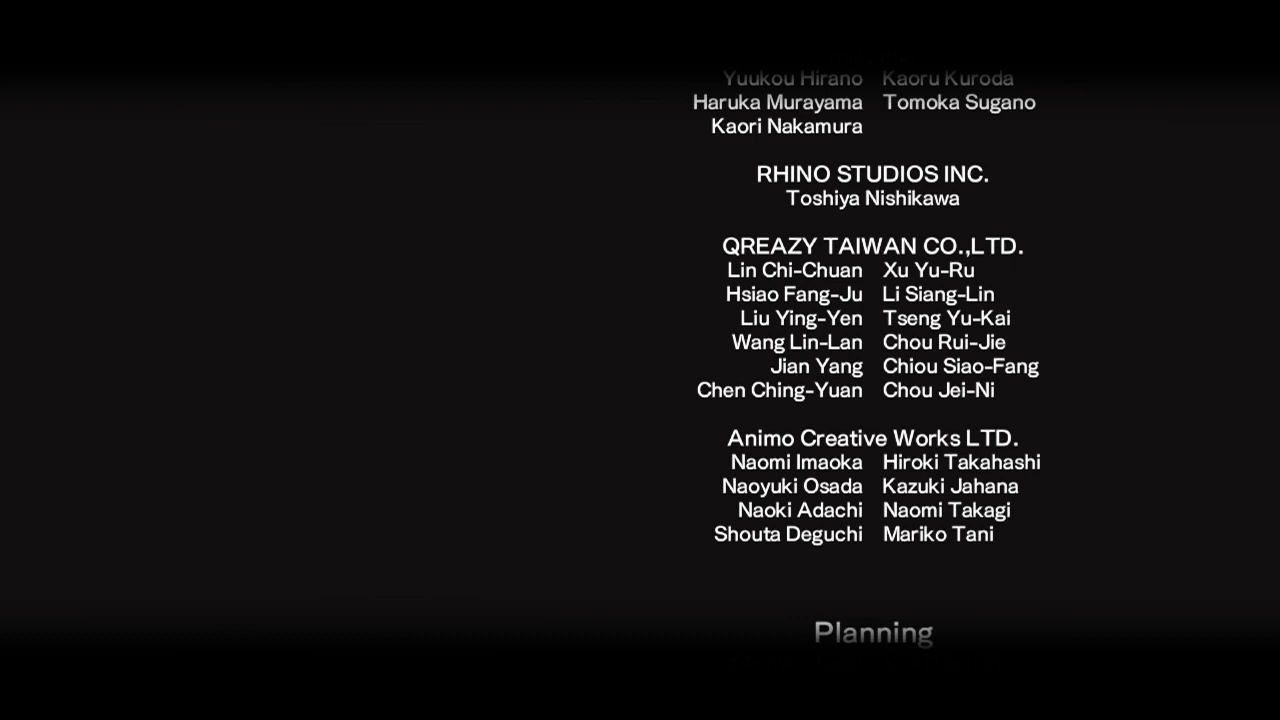 Yuukou Hirano Kaoru Kuroda
Haruka Murayama Tomoka Sugano
Kaori Nakamura
RHINO STUDIOS INC.
Toshiya Nishikawa
QREAZY TAIWAN CO.,LTD.
Lin Chi-Chuan Xu Yu-Ru
Hsiao Fang-Ju Li Siang-Lin
Liu Ying-Yen Tseng Yu-Kai
Wang Lin-Lan Chou Rui-Jie
Jian Yang Chiou Siao-Fang
Chen Ching-Yuan Chou Jei-Ni
Animo Creative Works LTD.
Naomi Imaoka Hiroki Takahashi
Naoyuki Osada Kazuki Jahana
Naoki Adachi Naomi Takagi
Shouta Deguchi Mariko Tani
Planning